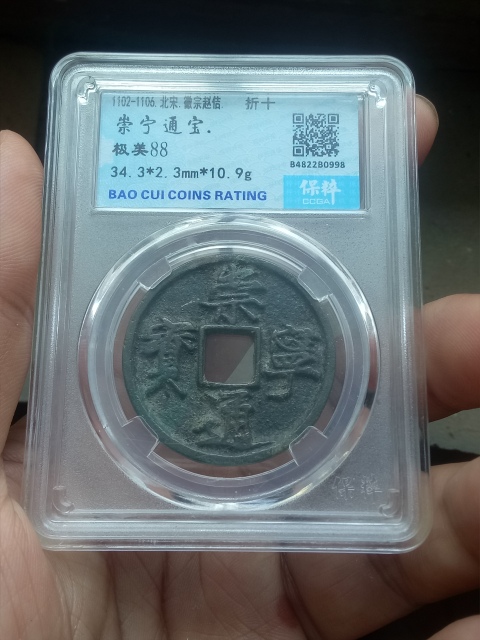 1102-1106.北宋.徽宗赵佶 折十
崇宁通宝.
极美88
34.3*2.3mm*10.9g
BAO CUI COINS RATING
B4822B0998
保粹
崇
寧
通
寶